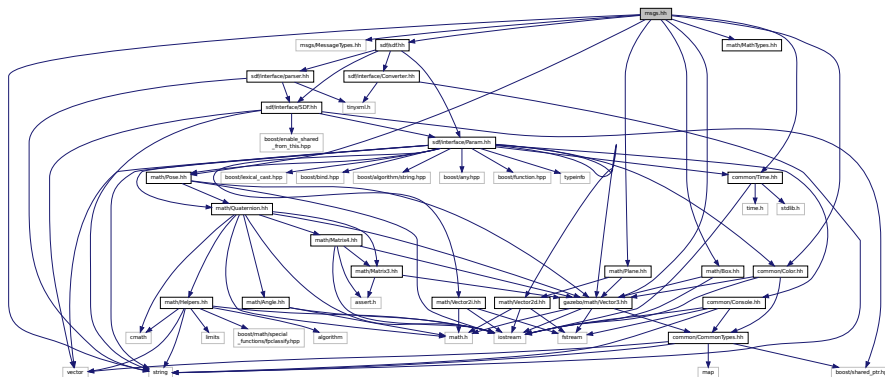 msgs.hh
msgs/MessageTypes.hh
sdf/sdf.hh
math/MathTypes.hh
sdf/interface/parser.hh
sdf/interface/Converter.hh
sdf/interface/SDF.hh
tinyxml.h
boost/enable_shared
_from_this.hpp
sdf/interface/Param.hh
math/Pose.hh
boost/lexical_cast.hpp
boost/bind.hpp
boost/algorithm/string.hpp
boost/any.hpp
boost/function.hpp
typeinfo
common/Time.hh
math/Quaternion.hh
time.h
stdlib.h
math/Matrix4.hh
math/Matrix3.hh
math/Plane.hh
math/Box.hh
common/Color.hh
math/Helpers.hh
math/Angle.hh
assert.h
math/Vector2i.hh
math/Vector2d.hh
gazebo/math/Vector3.hh
common/Console.hh
cmath
limits
boost/math/special
_functions/fpclassify.hpp
algorithm
math.h
iostream
fstream
common/CommonTypes.hh
vector
string
map
boost/shared_ptr.hpp